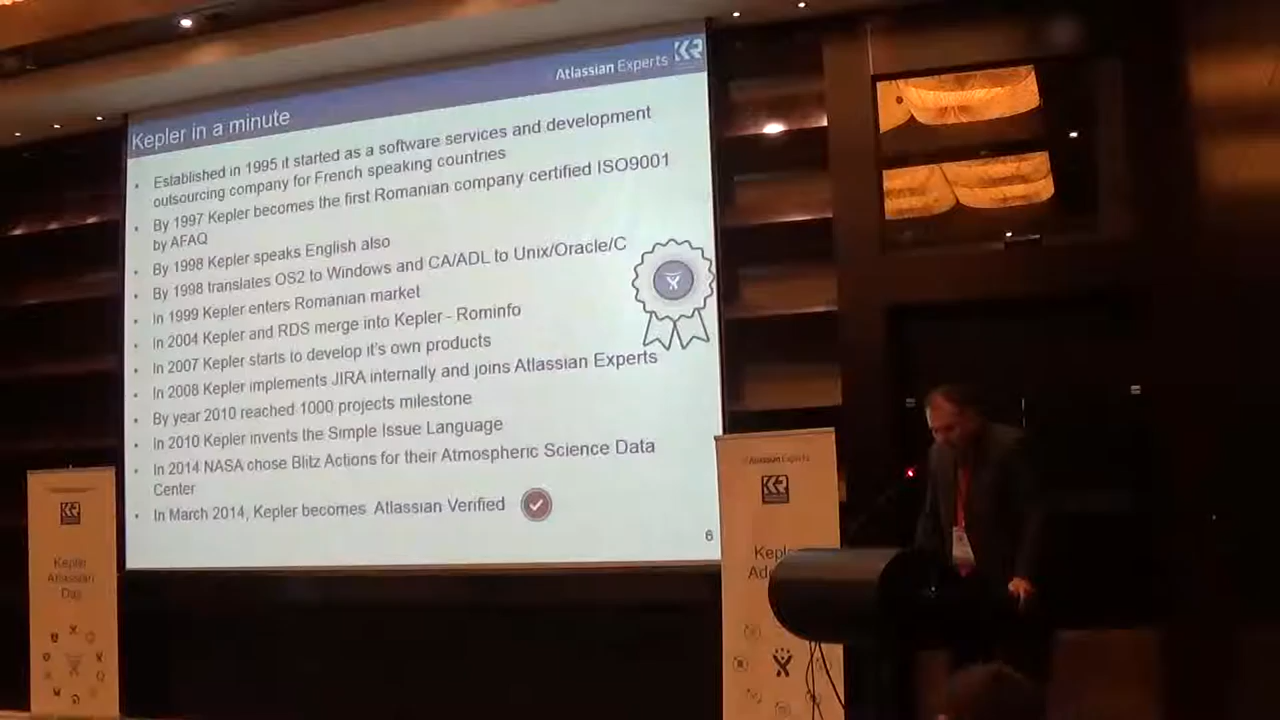 Atlassian Experts
Kepler in a minute
• Established in 1995 it started as a software services and development
outsourcing company for French speaking countries
• By 1997 Kepler becomes the first Romanian company certified ISO9001
by AFAQ
• By 1998 Kepler speaks English also
• By 1998 translates OS2 to Windows and CA/ADL to Unix/Oracle/C
• In 1999 Kepler enters Romanian market
• In 2004 Kepler and RDS merge into Kepler - Rominfo
• In 2007 Kepler starts to develop it's own products
• In 2008 Kepler implements JIRA internally and joins Atlassian Experts
• By year 2010 reached 1000 projects milestone
• In 2010 Kepler invents the Simple Issue Language
• In 2014 NASA chose Blitz Actions for their Atmospheric Science Data
Center
• In March 2014, Kepler becomes Atlassian Verified
6
Kepler
Atlassian
Day
Atlassian Experts